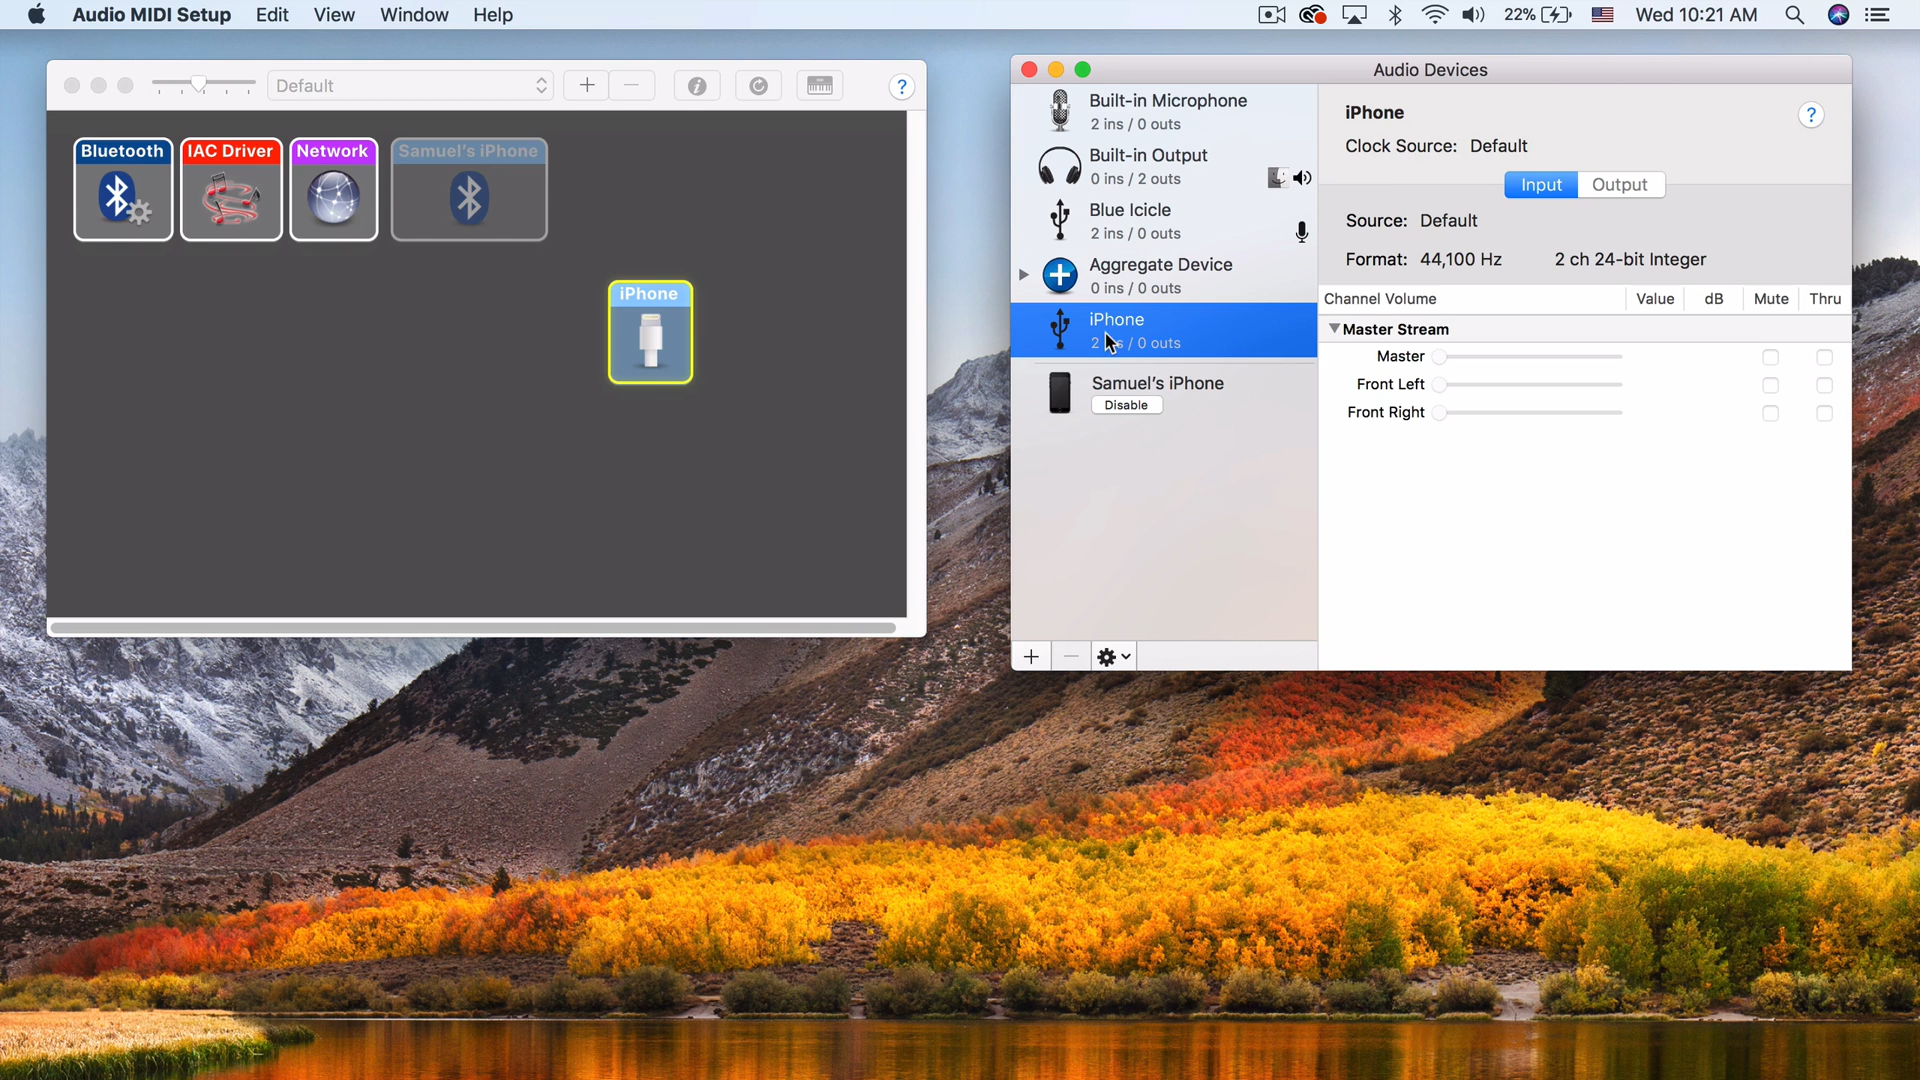 Audio MIDI Setup Edit View Window Help 22% Wed 10:21 AM
Default ?
Bluetooth IAC Driver Network Samuel's iPhone
iPhone
Audio Devices
Built-in Microphone
2 ins / 0 outs
Built-in Output
0 ins / 2 outs
Blue Icicle
2 ins / 0 outs
Aggregate Device
0 ins / 0 outs
iPhone
2 ins / 0 outs
Samuel's iPhone
Disable
iPhone ?
Clock Source: Default
Input Output
Source: Default
Format: 44,100 Hz 2 ch 24-bit Integer
Channel Volume Value dB Mute Thru
Master Stream
Master
Front Left
Front Right